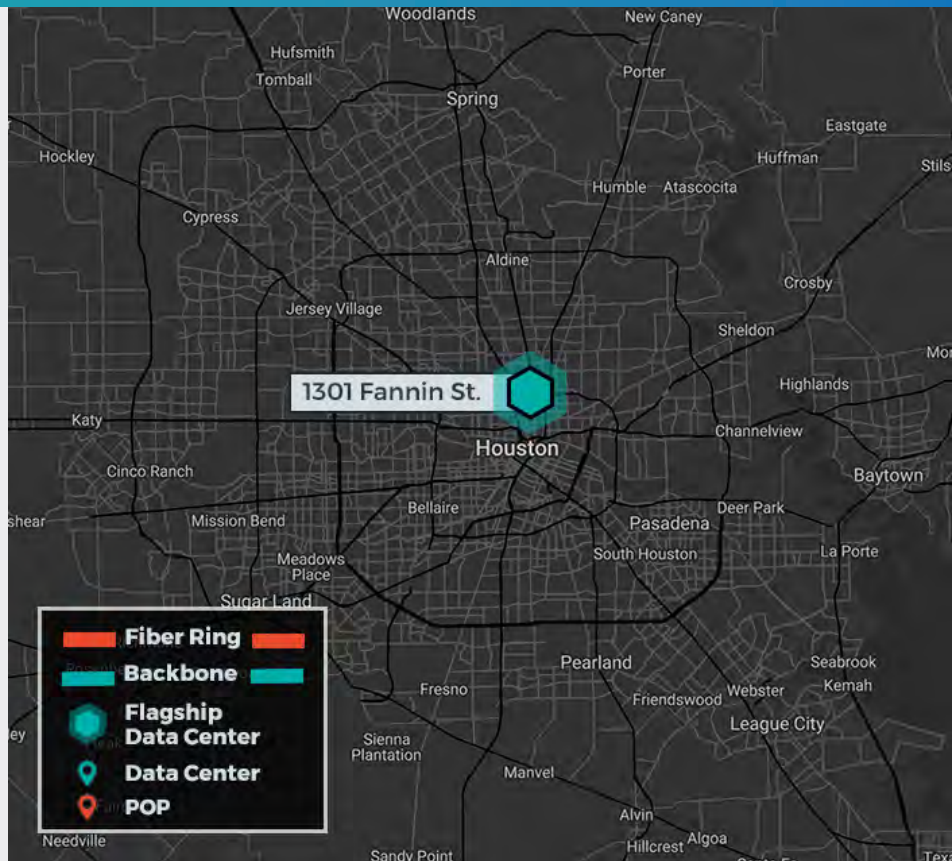 Woodlands
New Caney
Hufsmith
Tomball
Porter
Spring
Eastgate
Hockley
Huffman
Stils
Humble
Atascocita
Cypress
Aldine
Crosby
Jersey Village
Sheldon
Mo
1301 Fannin St.
Highlands
Katy
Channelview
Houston
Cinco Ranch
Baytown
Bellaire
Deer Park
shear
Mission Bend
Pasadena
South Houston
La Porte
Meadows
Place
Sugar Land
Fiber Ring
Backbone
Flagship
Data Center
Data Center
POP
Pearland
Seabrook
Kemah
Fresno
Webster
Friendswood
League City
ley
Sienna
Plantation
Manvel
Alvin
Algoa
Hillcrest
Needville
Sandy Point